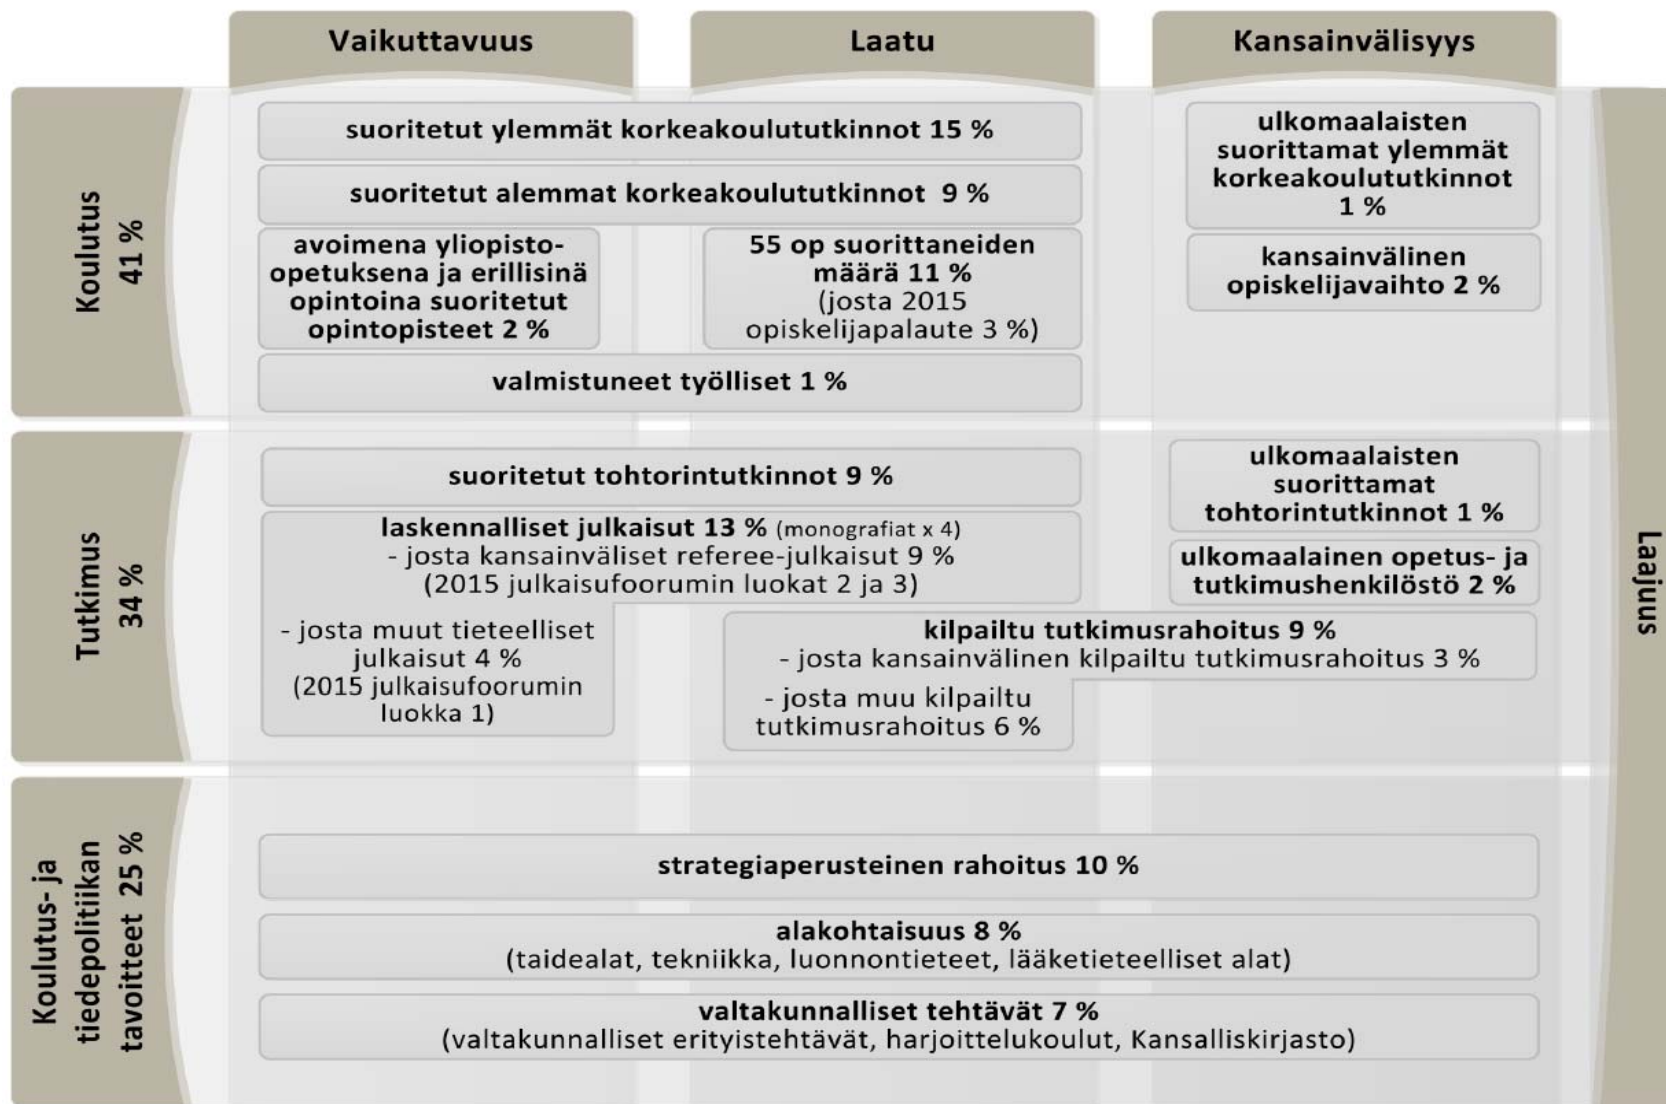 Vaikuttavuus
Laatu
Kansainvälisyys
Koulutus
41 %
suoritetut ylemmät korkeakoulututkinnot 15 %
suoritetut alemmat korkeakoulututkinnot 9 %
avoimena yliopisto-
opetuksena ja erillisinä
opintoina suoritetut
opintopisteet 2 %
55 op suorittaneiden
määrä 11 %
(josta 2015
opiskelijapalaute 3 %)
valmistuneet työlliset 1 %
ulkomaalaisten
suorittamat ylemmät
korkeakoulututkinnot
1 %
kansainvälinen
opiskelijavaihto 2 %
Tutkimus
34 %
suoritetut tohtorintutkinnot 9 %
laskennalliset julkaisut 13 % (monografiat x 4)
- josta kansainväliset referee-julkaisut 9 %
(2015 julkaisufoorumin luokat 2 ja 3)
- josta muut tieteelliset
julkaisut 4 %
(2015 julkaisufoorumin
luokka 1)
ulkomaalaisten
suorittamat
tohtorintutkinnot 1 %
ulkomaalainen opetus- ja
tutkimushenkilöstö 2 %
kilpailtu tutkimusrahoitus 9 %
- josta kansainvälinen kilpailtu tutkimusrahoitus 3 %
- josta muu kilpailtu
tutkimusrahoitus 6 %
Koulutus- ja
tiedepolitiikan
tavoitteet 25 %
strategiaperusteinen rahoitus 10 %
alakohtaisuus 8 %
(taidealat, tekniikka, luonnontieteet, lääketieteelliset alat)
valtakunnalliset tehtävät 7 %
(valtakunnalliset erityistehtävät, harjoittelukoulut, Kansalliskirjasto)
Laajuus